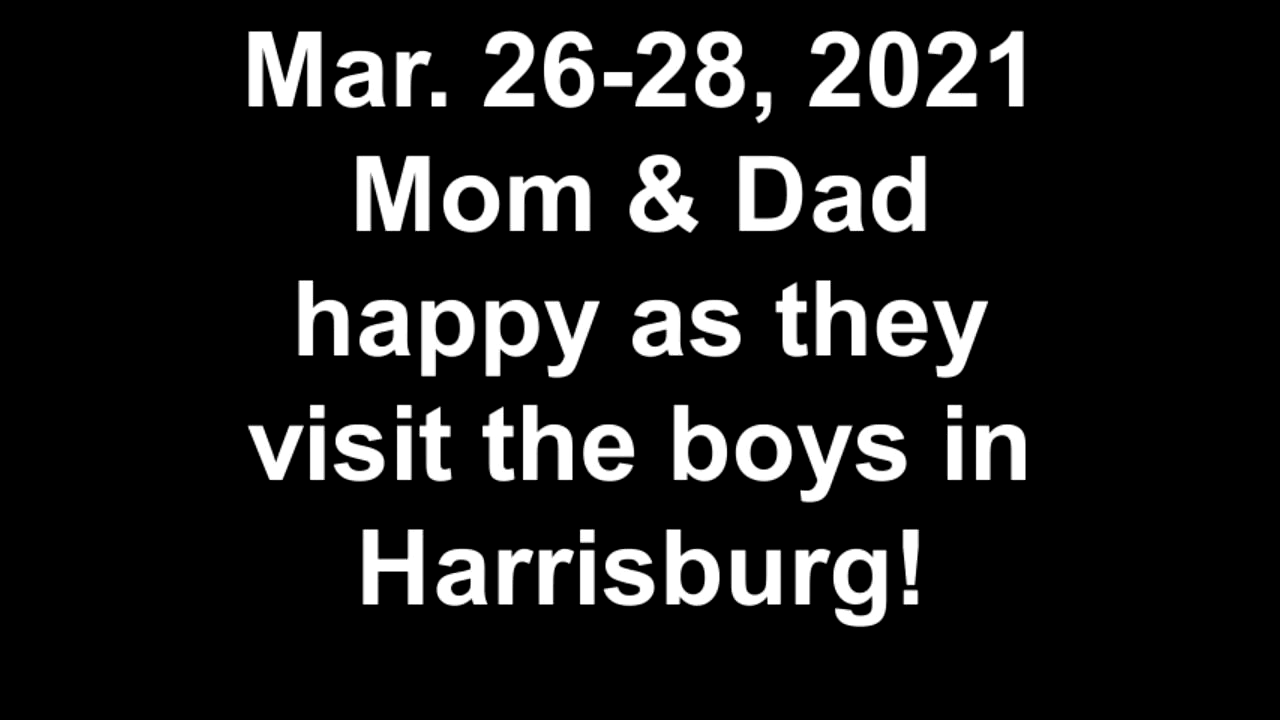 Mar. 26-28, 2021
Mom & Dad
happy as they
visit the boys in
Harrisburg!